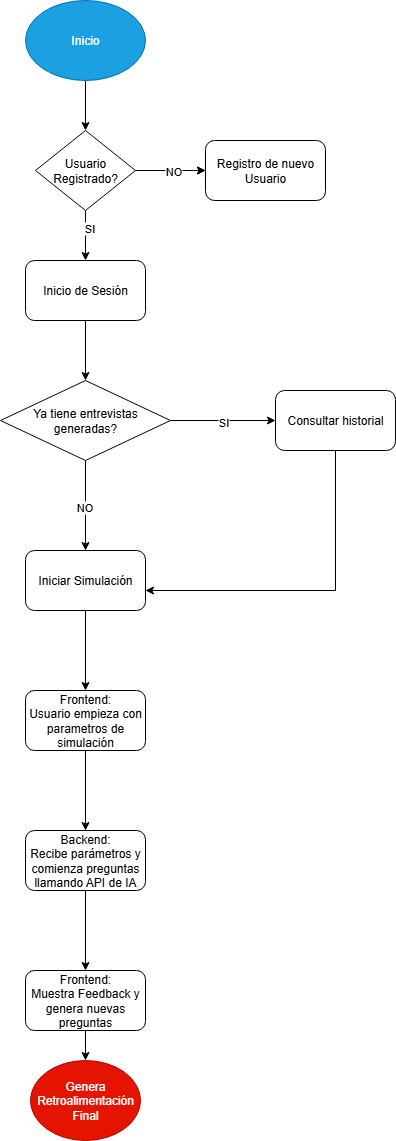 Inicio
Usuario
Registrado?
NO
Registro de nuevo
Usuario
SI
Inicio de Sesión
Ya tiene entrevistas
generadas?
SI
Consultar historial
NO
Iniciar Simulación
Frontend:
Usuario empieza con
parametros de
simulación
Backend:
Recibe parámetros y
comienza preguntas
llamando API de IA
Frontend:
Muestra Feedback y
genera nuevas
preguntas
Genera
Retroalimentación
Final